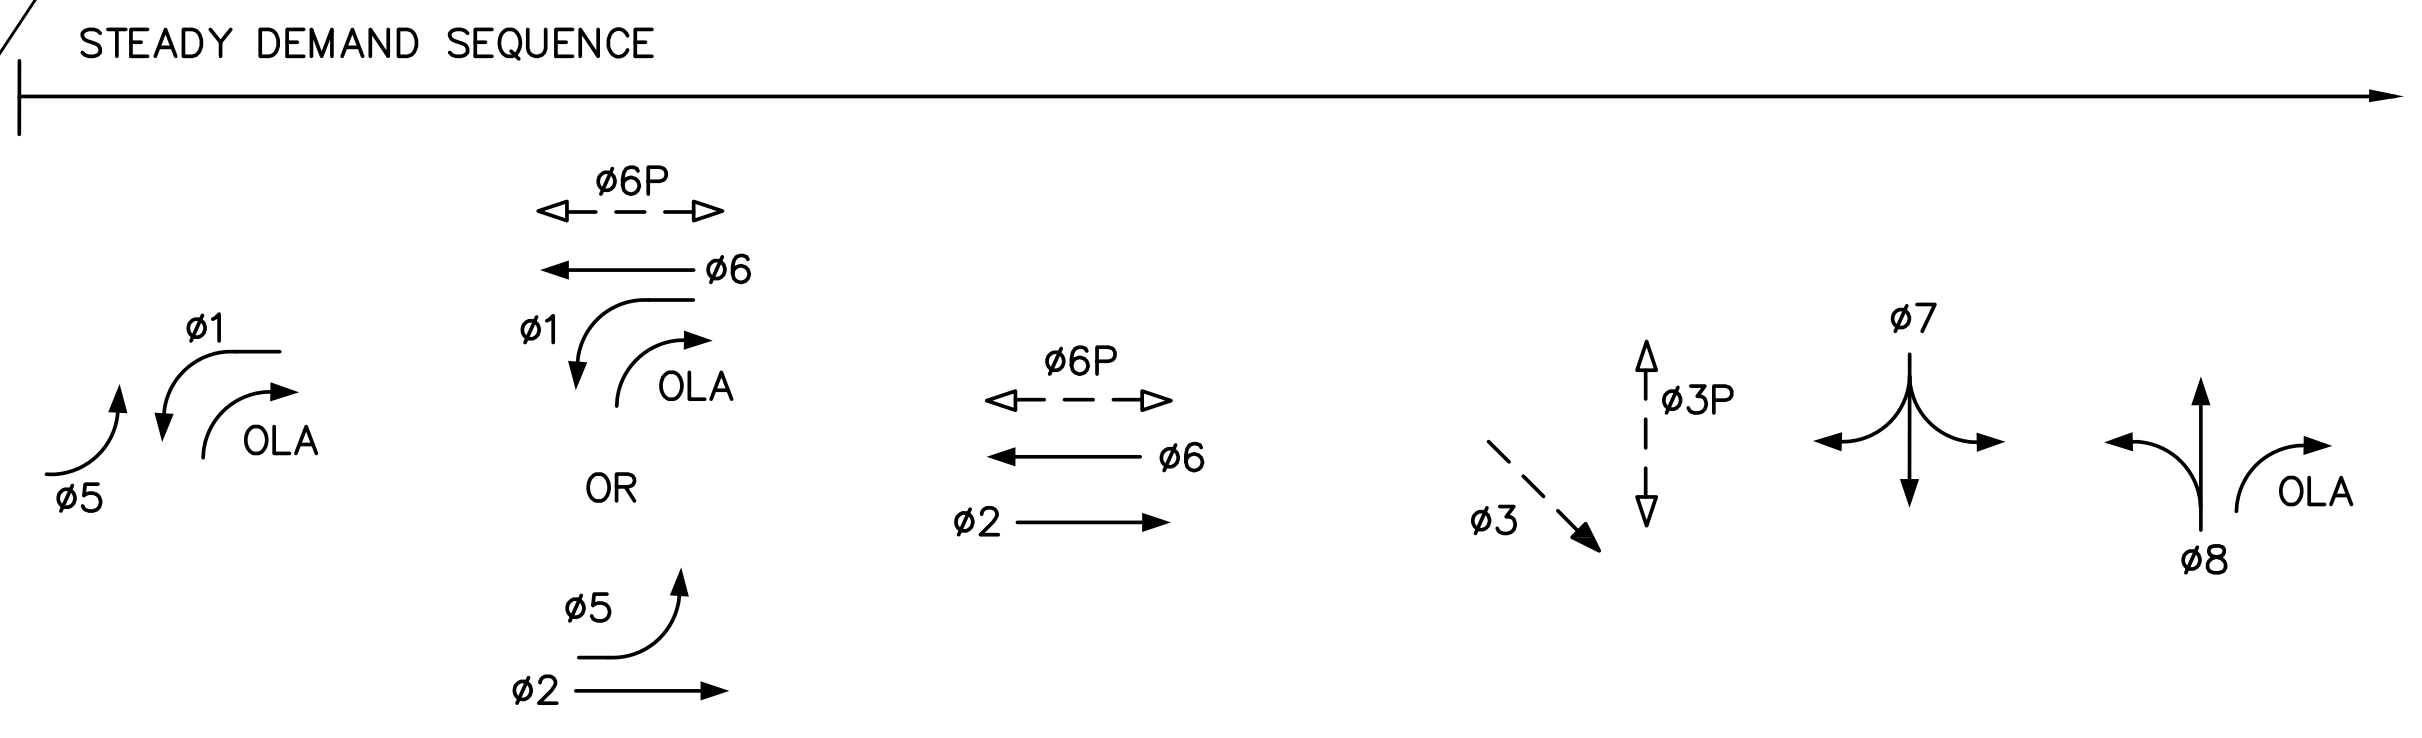 STEADY DEMAND SEQUENCE
ø1
OLA
ø5
ø6P
ø6
ø1
OLA
OR
ø5
ø2
ø6P
ø6
ø2
ø3
ø3P
ø7
OLA
ø8